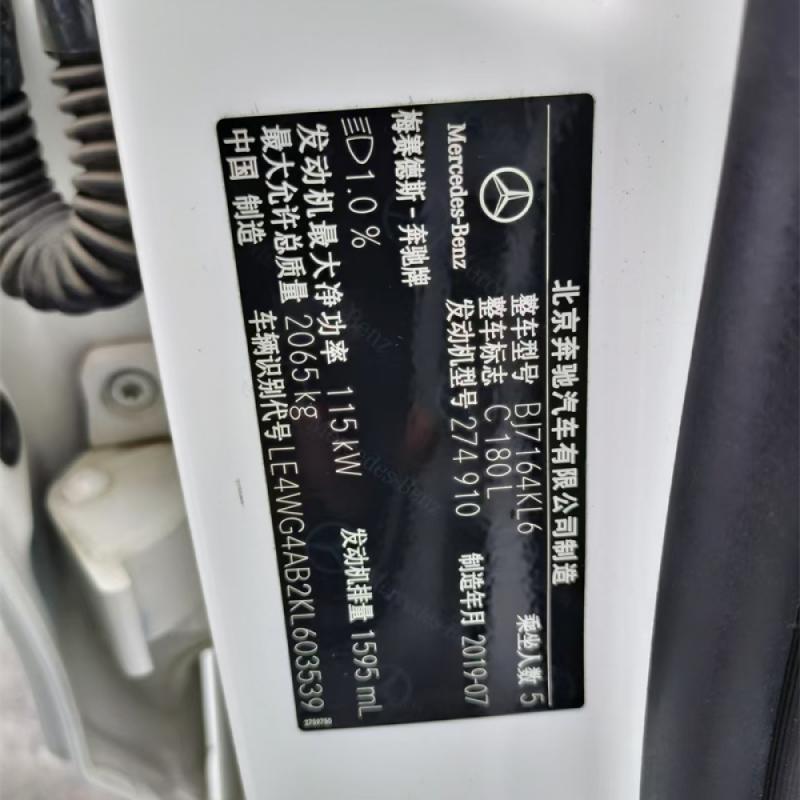 北京奔驰汽车有限公司制造
Mercedes-Benz
整车型号 BJ7164KL6
乘坐人数 5
整车标志 C 180 L
梅赛德斯-奔驰牌
发动机型号 274 910
制造年月 2019-07
1.0 %
发动机最大净功率 115 kW
发动机排量 1595 mL
最大允许总质量 2065 kg
中国 制造
车辆识别代号 LE4WG4AB2KL603539